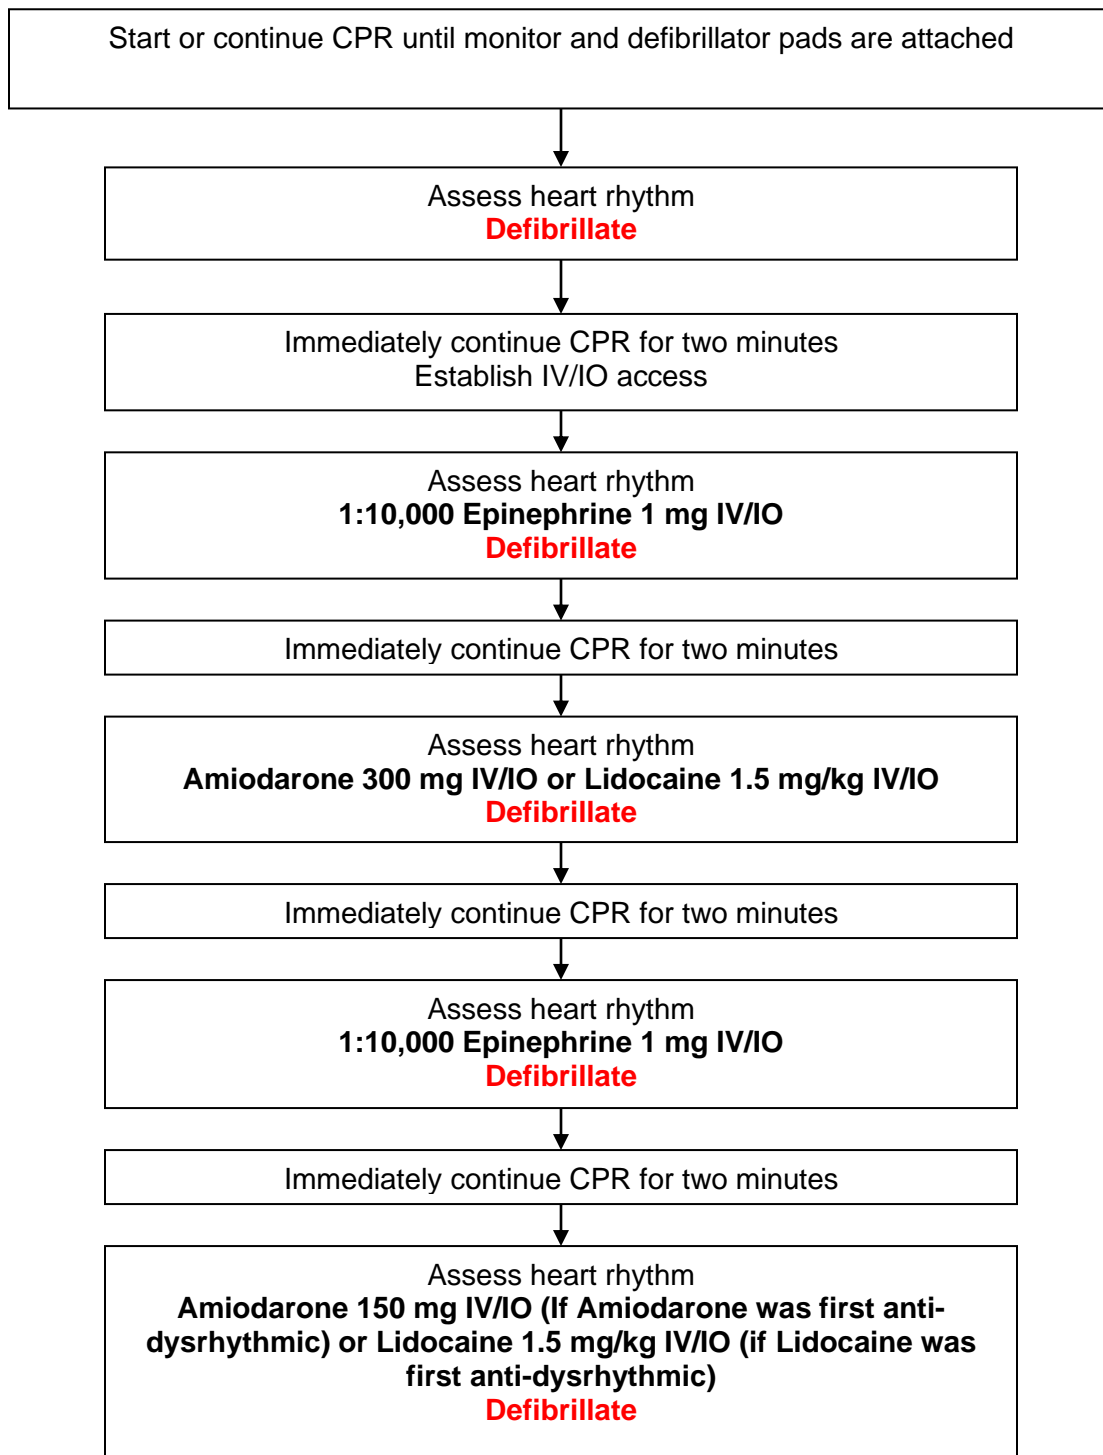 Start or continue CPR until monitor and defibrillator pads are attached
Assess heart rhythm
Defibrillate
Immediately continue CPR for two minutes
Establish IV/IO access
Assess heart rhythm
1:10,000 Epinephrine 1 mg IV/IO
Defibrillate
Immediately continue CPR for two minutes
Assess heart rhythm
Amiodarone 300 mg IV/IO or Lidocaine 1.5 mg/kg IV/IO
Defibrillate
Immediately continue CPR for two minutes
Assess heart rhythm
1:10,000 Epinephrine 1 mg IV/IO
Defibrillate
Immediately continue CPR for two minutes
Assess heart rhythm
Amiodarone 150 mg IV/IO (If Amiodarone was first anti-
dysrhythmic) or Lidocaine 1.5 mg/kg IV/IO (if Lidocaine was
first anti-dysrhythmic)
Defibrillate